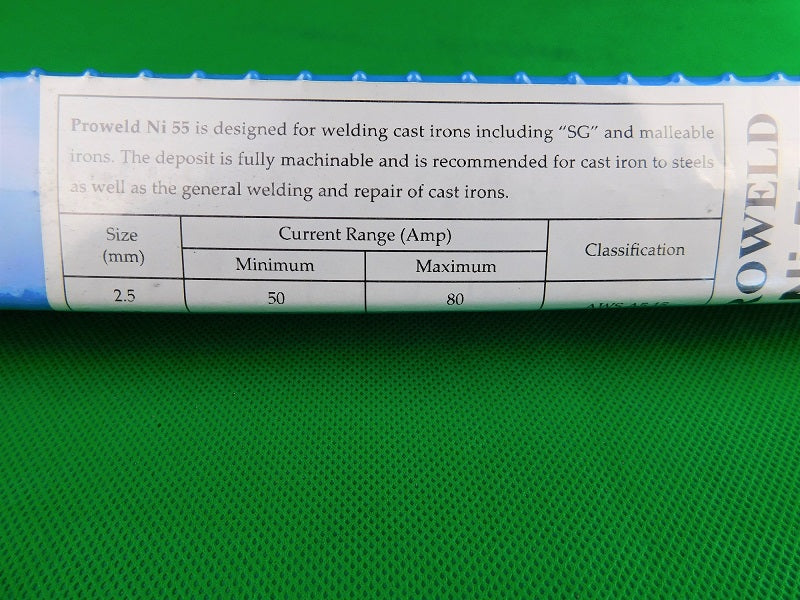 Proweld Ni 55 is designed for welding cast irons including “SG” and malleable
irons. The deposit is fully machinable and is recommended for cast iron to steels
as well as the general welding and repair of cast irons.
Size
(mm)
Current Range (Amp)
Classification
Minimum
Maximum
2.5
50
80
ROWELD